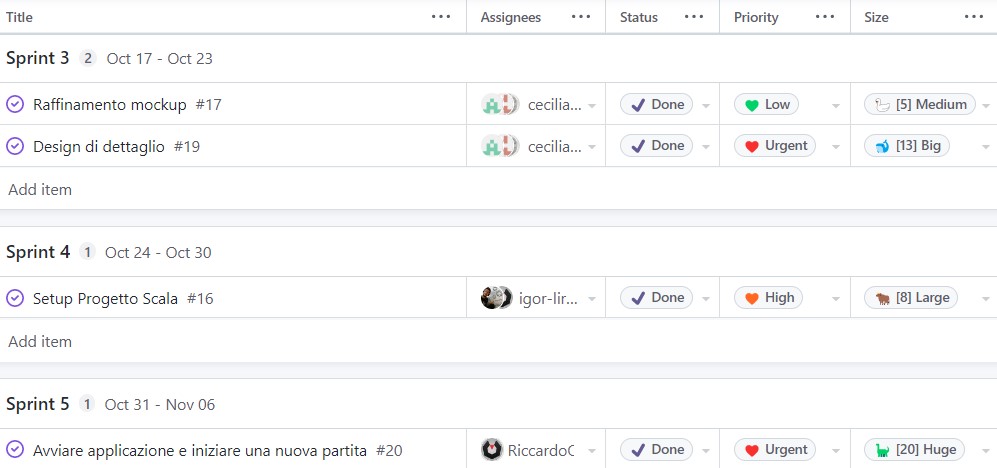 Title ... Assignees ... Status ... Priority ... Size ...
Sprint 3 2 Oct 17 - Oct 23
Raffinamento mockup #17 cecilia... Done Low [5] Medium
Design di dettaglio #19 cecilia... Done Urgent [13] Big
Add item
Sprint 4 1 Oct 24 - Oct 30
Setup Progetto Scala #16 igor-lir... Done High [8] Large
Add item
Sprint 5 1 Oct 31 - Nov 06
Avviare applicazione e iniziare una nuova partita #20 RiccardoC Done Urgent [20] Huge